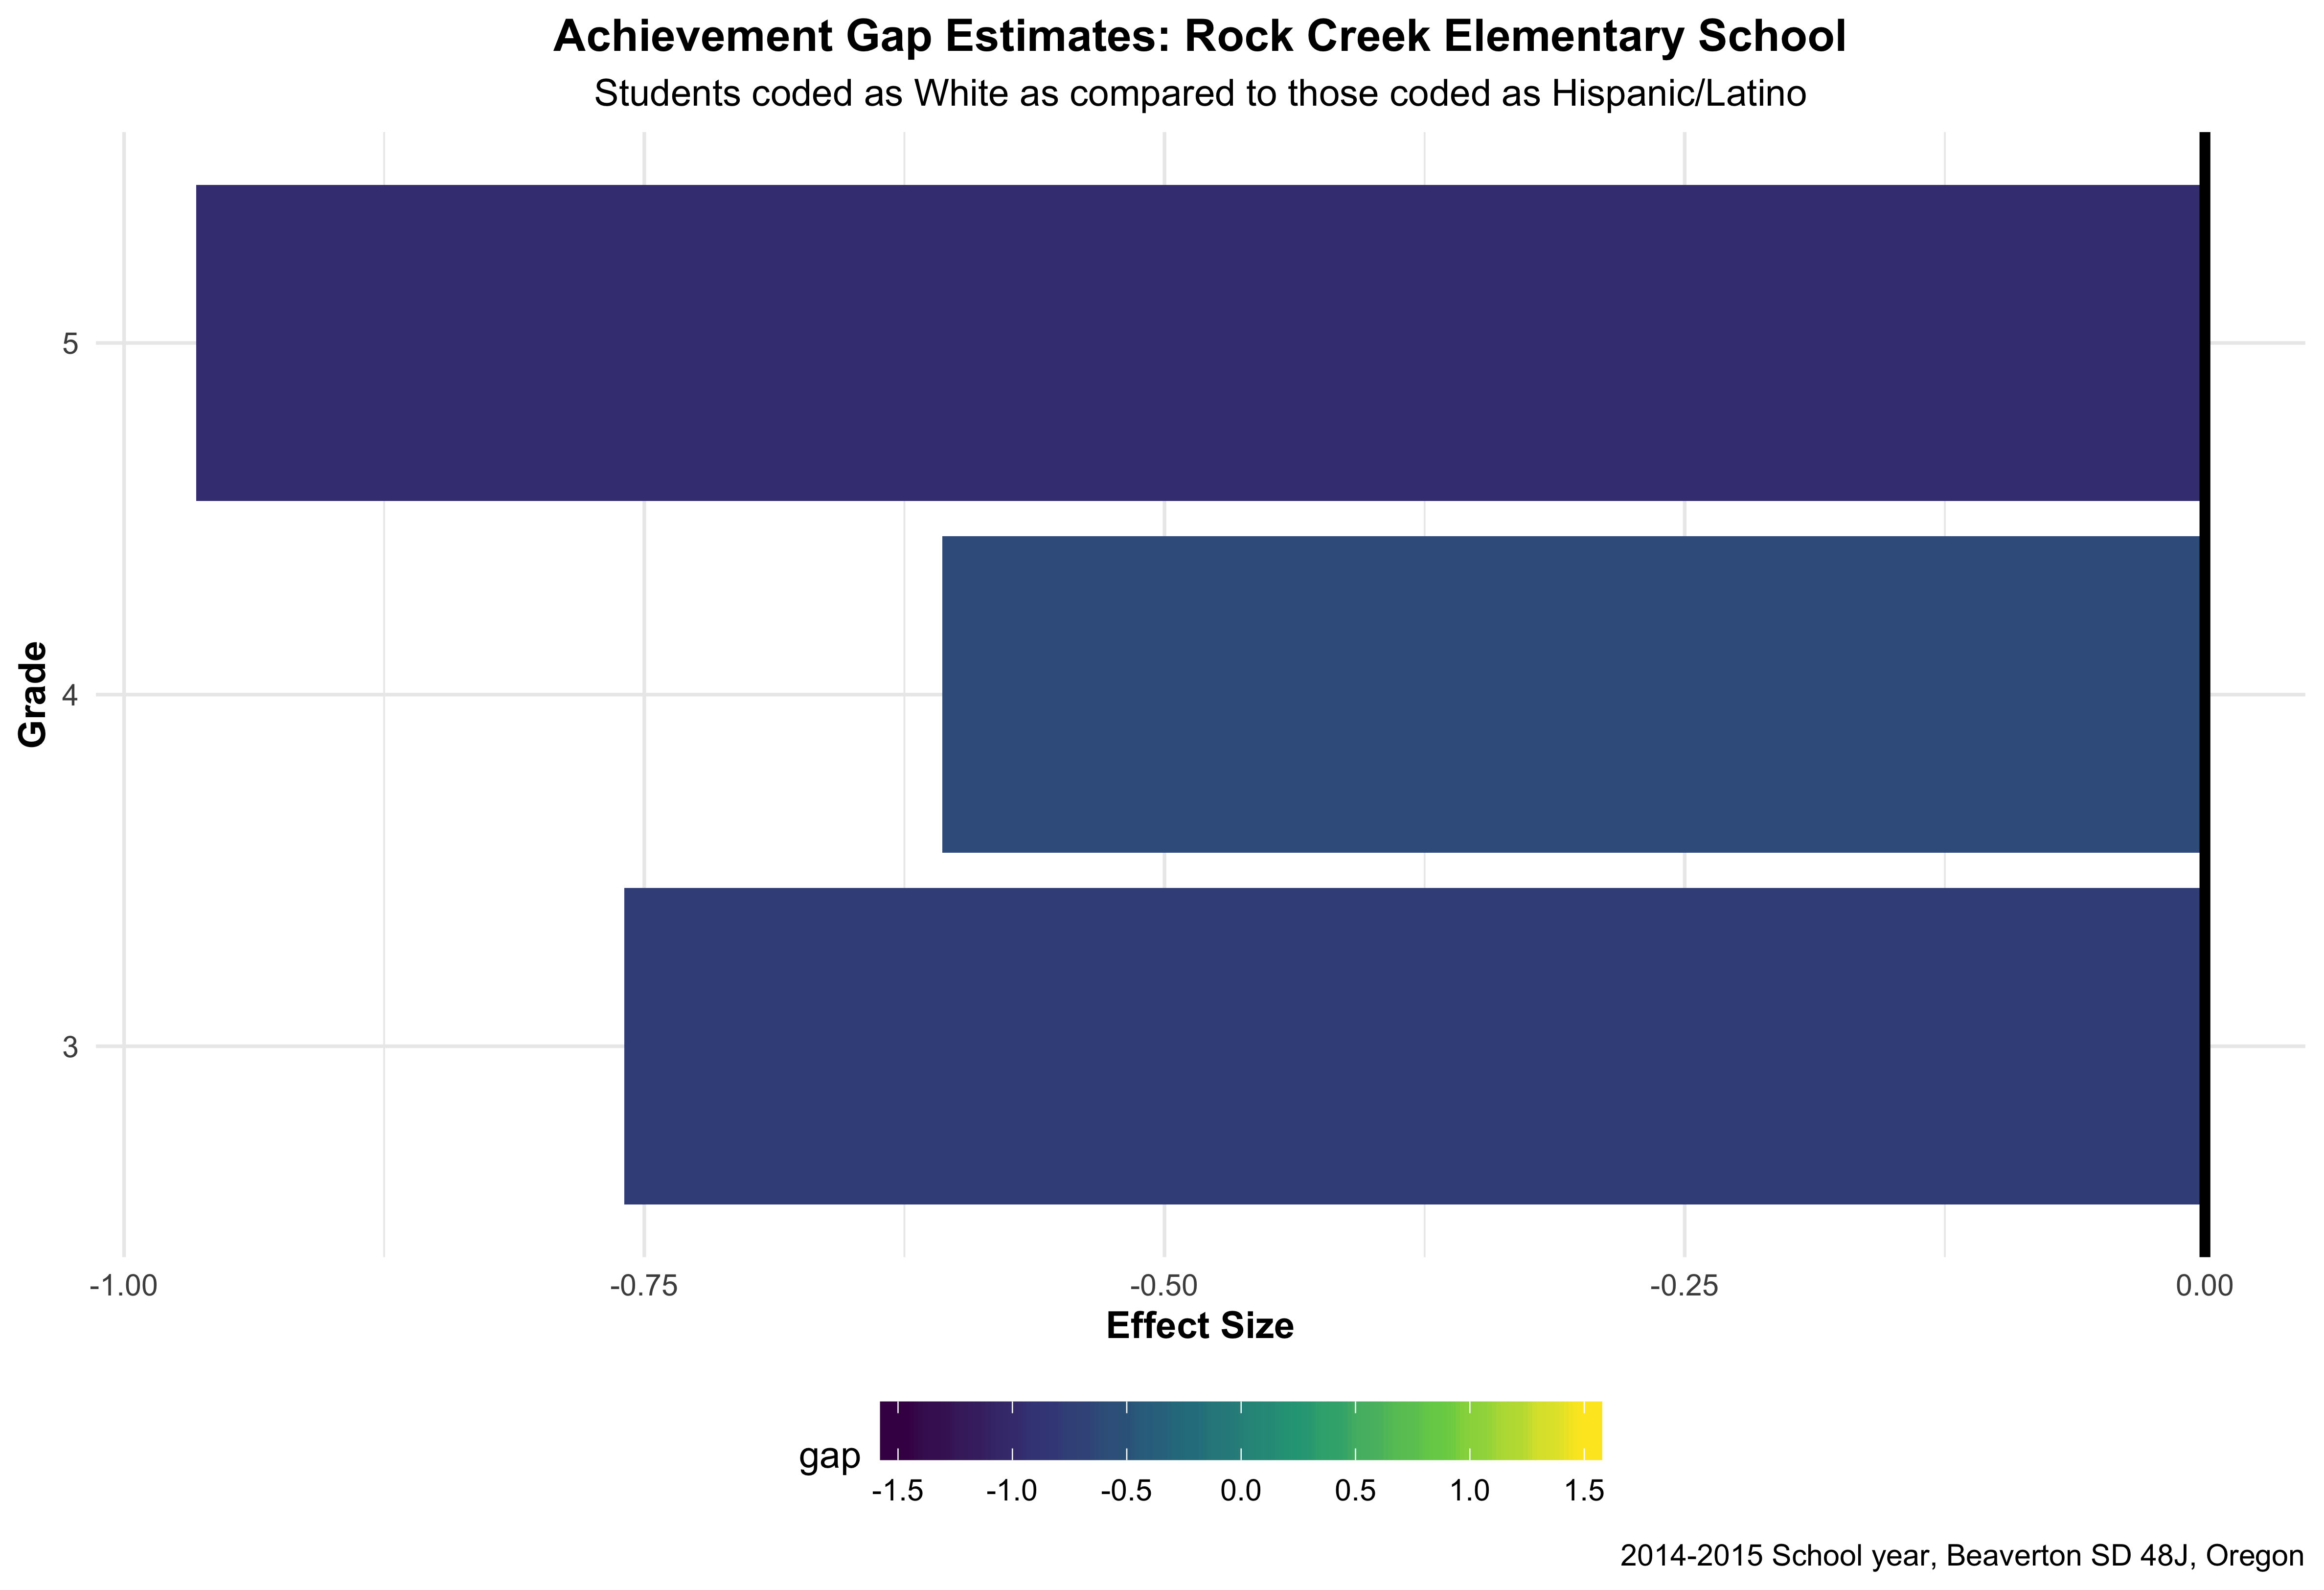 Achievement Gap Estimates: Rock Creek Elementary School
Students coded as White as compared to those coded as Hispanic/Latino
Grade
5
4
3
-1.00 -0.75 -0.50 -0.25 0.00
Effect Size
gap
-1.5 -1.0 -0.5 0.0 0.5 1.0 1.5
2014-2015 School year, Beaverton SD 48J, Oregon